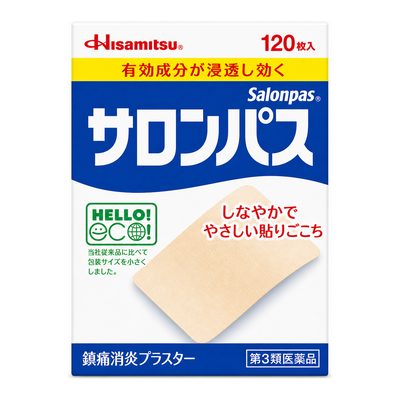 Hisamitsu® 120枚入
有効成分が浸透し効く
Salonpas®
サロンパス
HELLO!
eco!
当社従来品に比べて
包装サイズを小さく
しました。
しなやかで
やさしい貼りごこち
鎮痛消炎プラスター 第3類医薬品